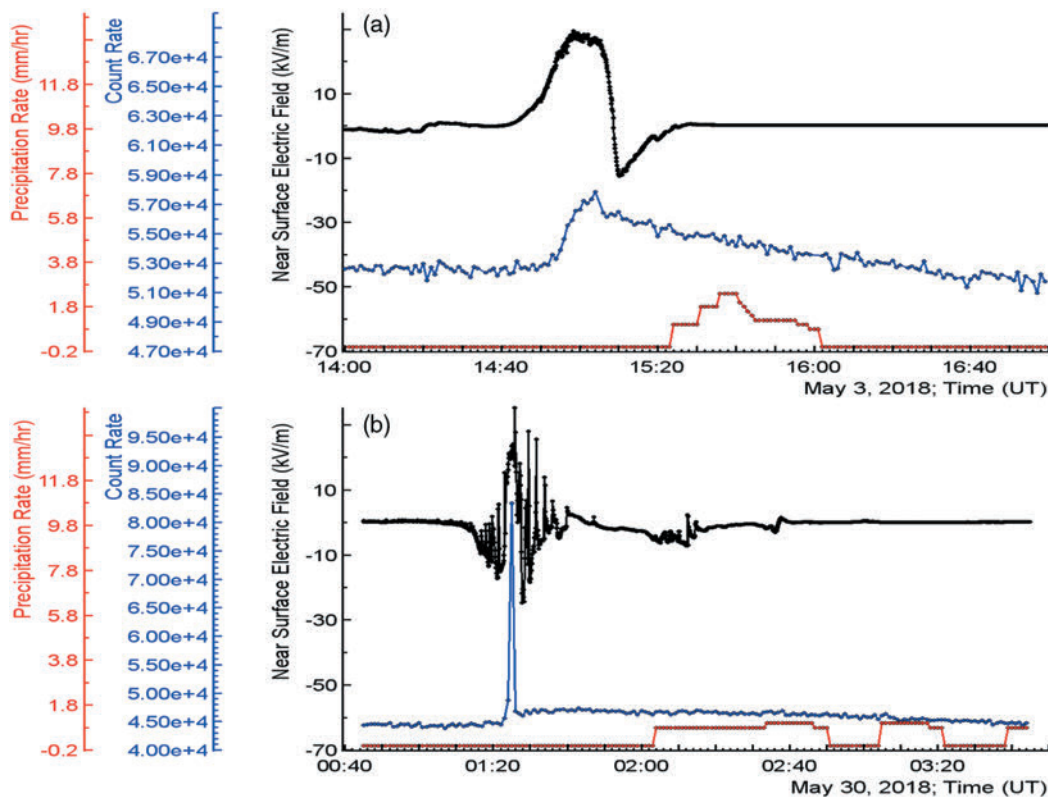 (a)
Precipitation Rate (mm/hr)
11.8
9.8
7.8
5.8
3.8
1.8
-0.2
Count Rate
6.70e+4
6.50e+4
6.30e+4
6.10e+4
5.90e+4
5.70e+4
5.50e+4
5.30e+4
5.10e+4
4.90e+4
4.70e+4
Near Surface Electric Field (kV/m)
10
-10
-30
-50
-70
14:00 14:40 15:20 16:00 16:40
May 3, 2018; Time (UT)
(b)
Precipitation Rate (mm/hr)
11.8
9.8
7.8
5.8
3.8
1.8
-0.2
Count Rate
9.50e+4
9.00e+4
8.50e+4
8.00e+4
7.50e+4
7.00e+4
6.50e+4
6.00e+4
5.50e+4
5.00e+4
4.50e+4
4.00e+4
Near Surface Electric Field (kV/m)
10
-10
-30
-50
-70
00:40 01:20 02:00 02:40 03:20
May 30, 2018; Time (UT)